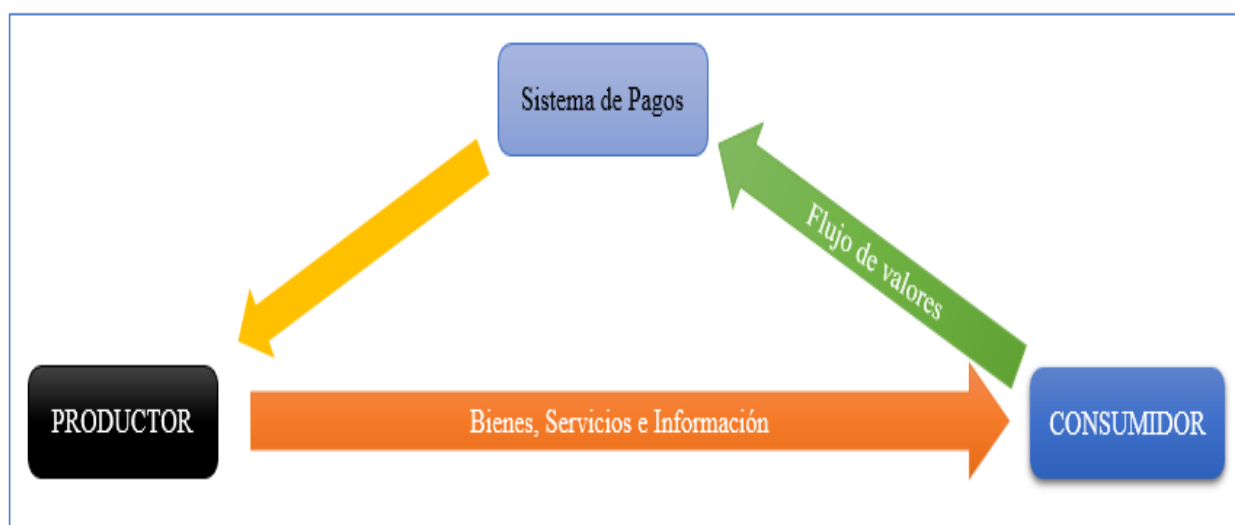 Sistema de Pagos
Flujo de valores
PRODUCTOR
Bienes, Servicios e Información
CONSUMIDOR